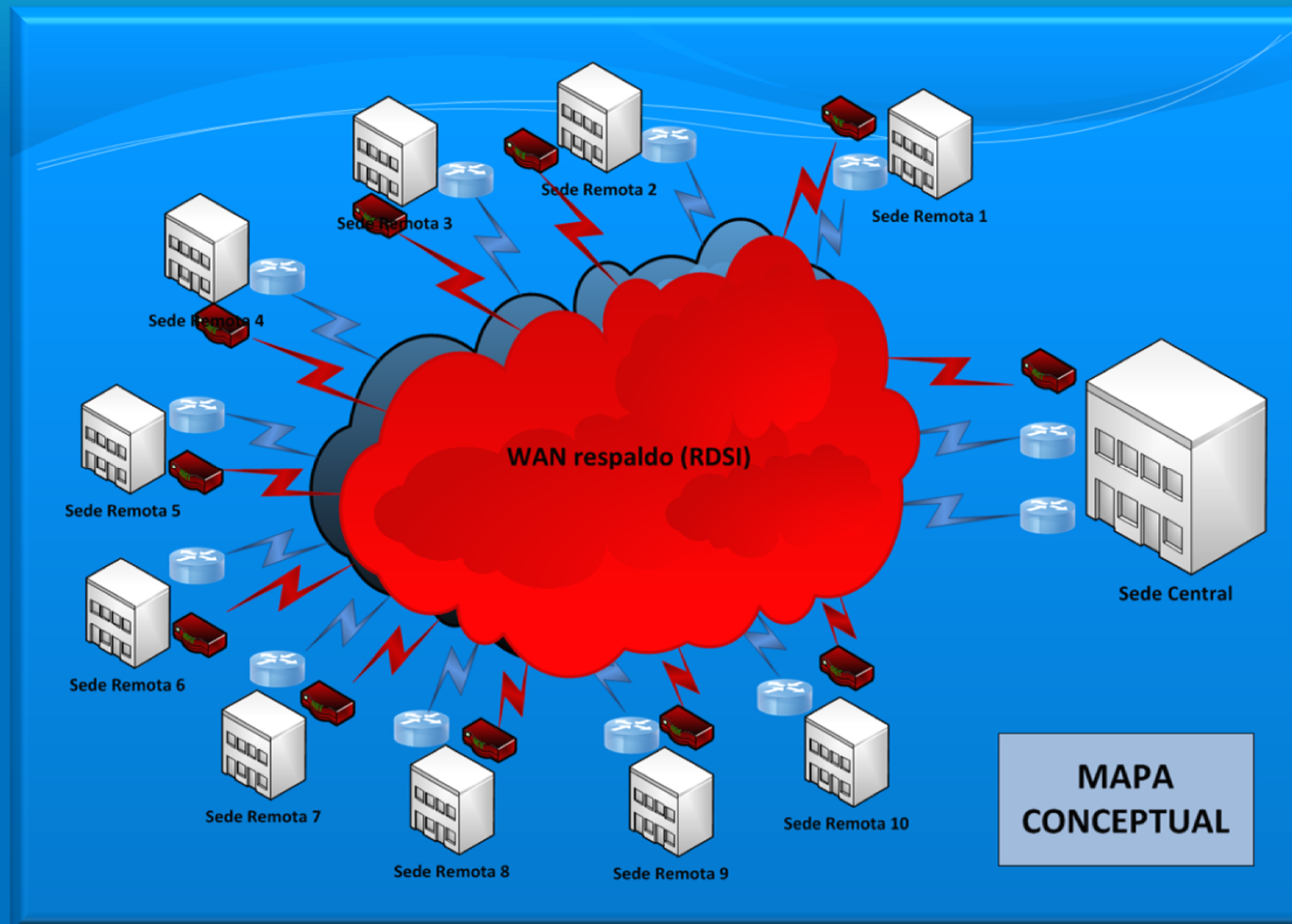 Sede Remota 1
Sede Remota 2
Sede Remota 3
Sede Remota 4
Sede Remota 5
Sede Remota 6
Sede Remota 7
Sede Remota 8
Sede Remota 9
Sede Remota 10
WAN respaldo (RDSI)
Sede Central
MAPA
CONCEPTUAL